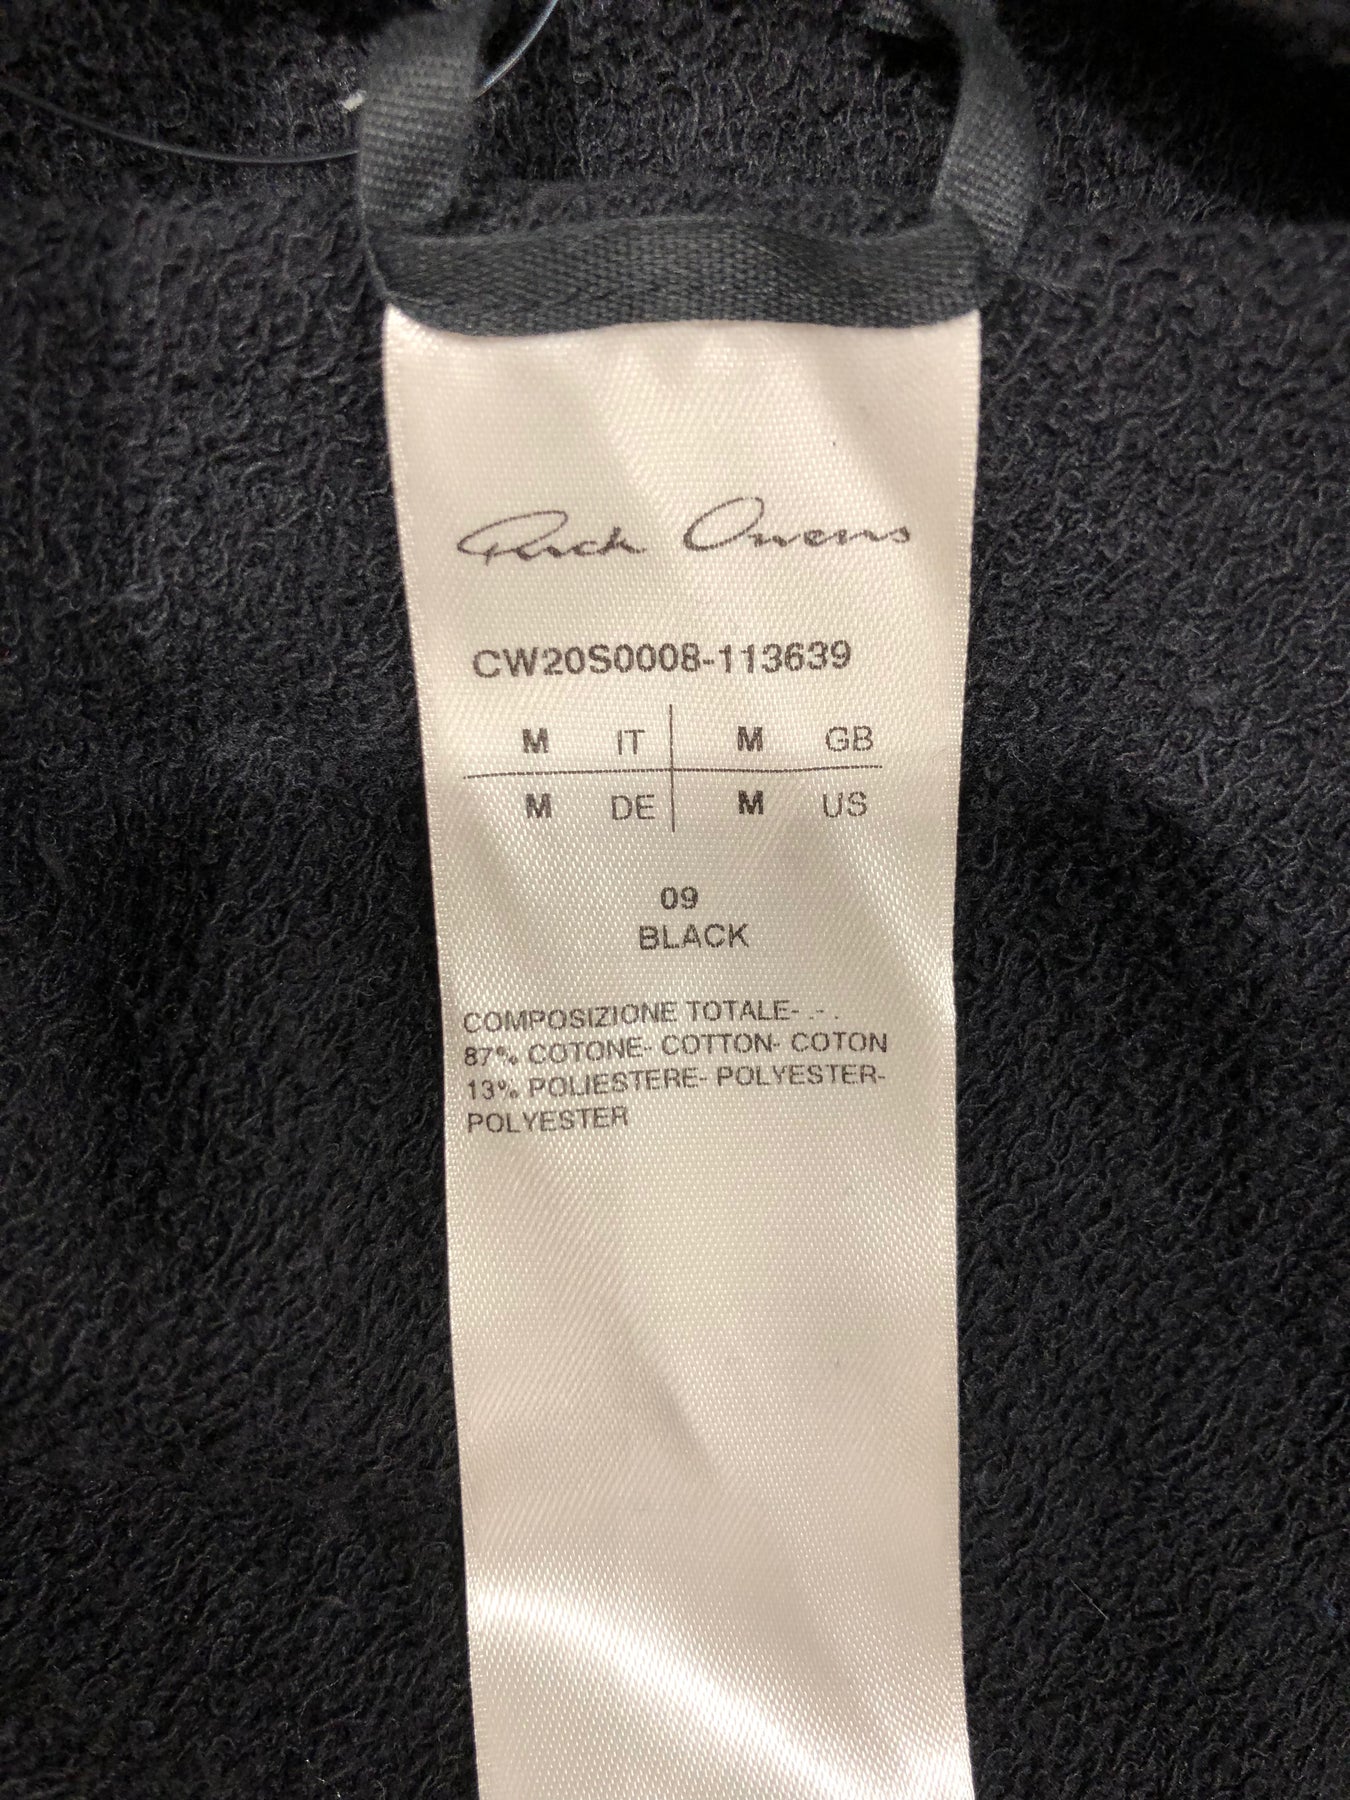 Rick Owens
CW20S0008-113639
M IT M GB
M DE M US
09
BLACK
COMPOSIZIONE TOTALE- .- .
87% COTONE- COTTON- COTON
13% POLIESTERE- POLYESTER-
POLYESTER